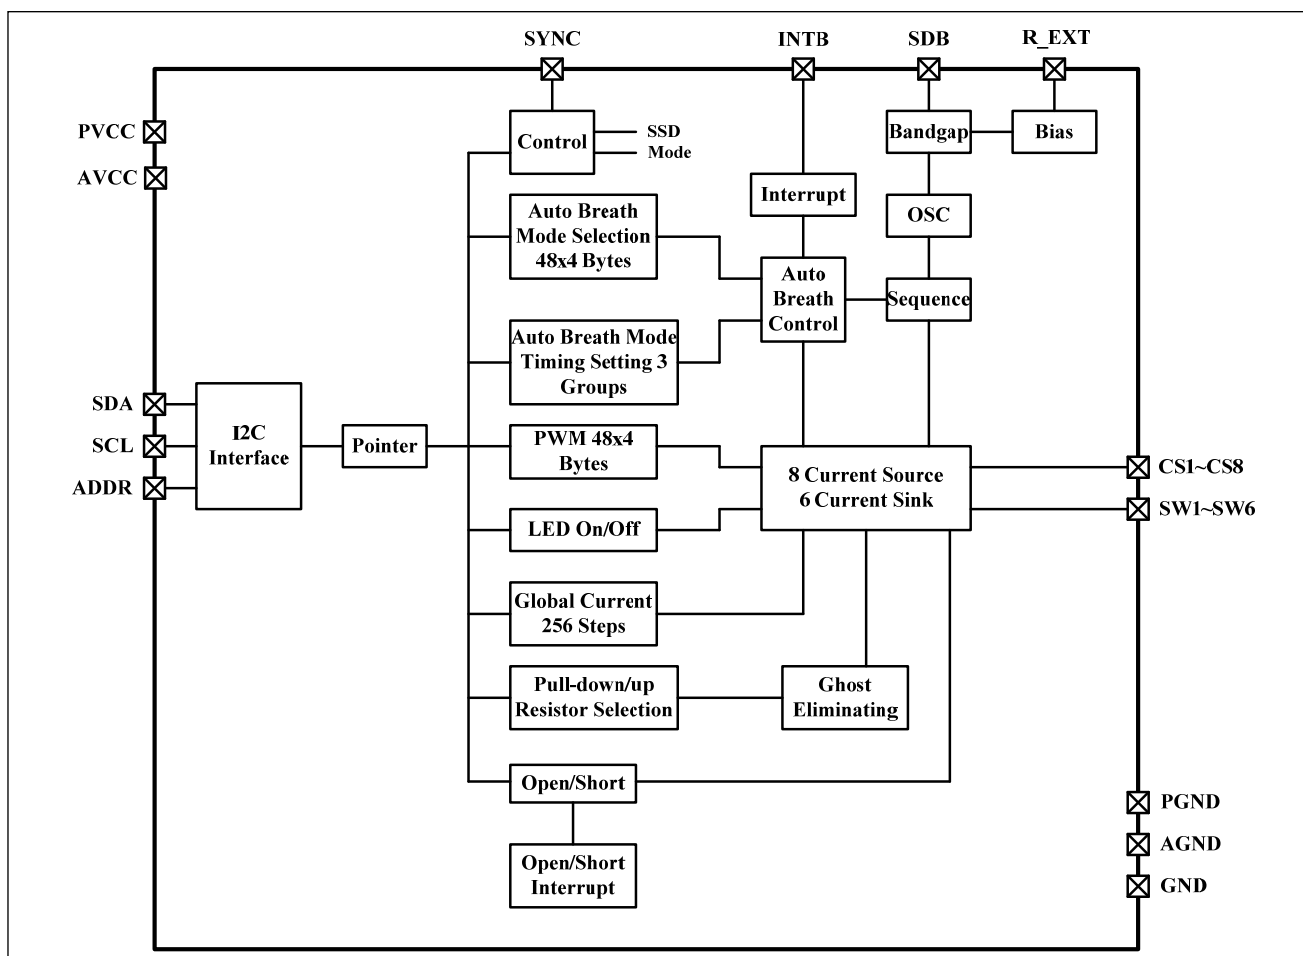 SYNC
INTB
SDB
R_EXT
PVCC
AVCC
Control
SSD
Mode
Bandgap
Bias
Interrupt
Auto Breath
Mode Selection
48x4 Bytes
OSC
Auto
Breath
Control
Sequence
Auto Breath Mode
Timing Setting 3
Groups
SDA
SCL
ADDR
I2C
Interface
Pointer
PWM 48x4
Bytes
8 Current Source
6 Current Sink
CS1~CS8
SW1~SW6
LED On/Off
Global Current
256 Steps
Pull-down/up
Resistor Selection
Ghost
Eliminating
Open/Short
Open/Short
Interrupt
PGND
AGND
GND